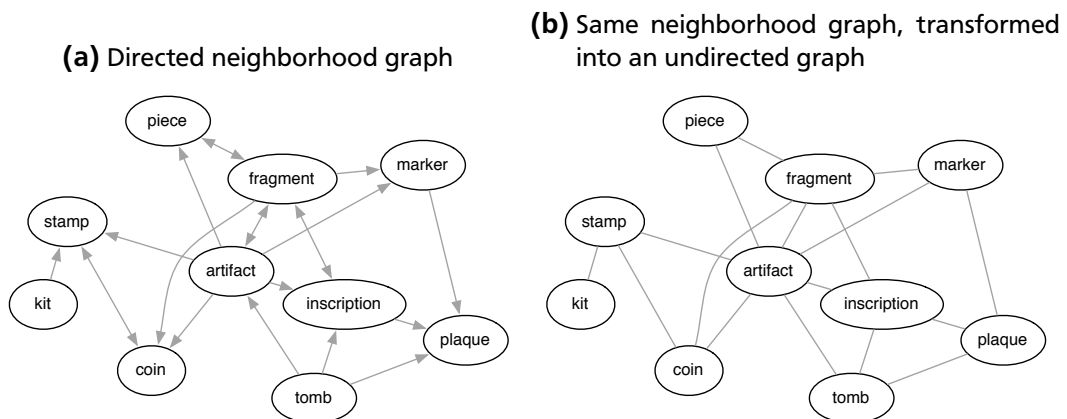 (a) Directed neighborhood graph
piece
marker
fragment
stamp
artifact
kit
inscription
plaque
coin
tomb
(b) Same neighborhood graph, transformed
into an undirected graph
piece
marker
fragment
stamp
artifact
kit
inscription
plaque
coin
tomb